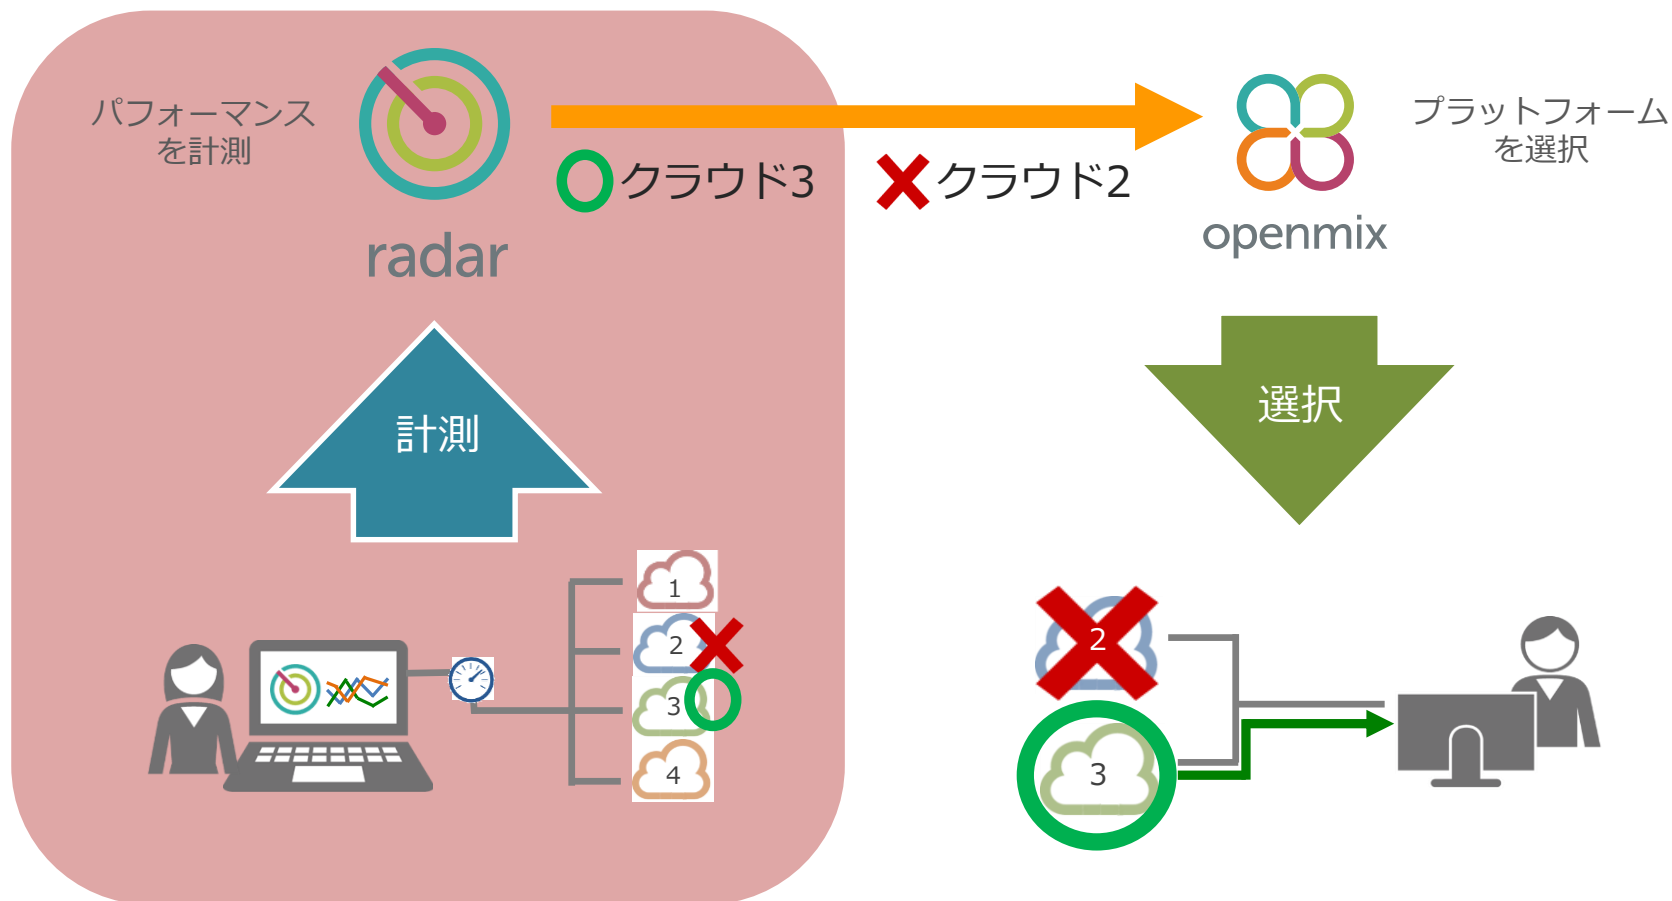 パフォーマンス
を計測
radar
クラウド3
クラウド2
openmix
プラットフォーム
を選択
計測
選択
1
2
3
4
2
3